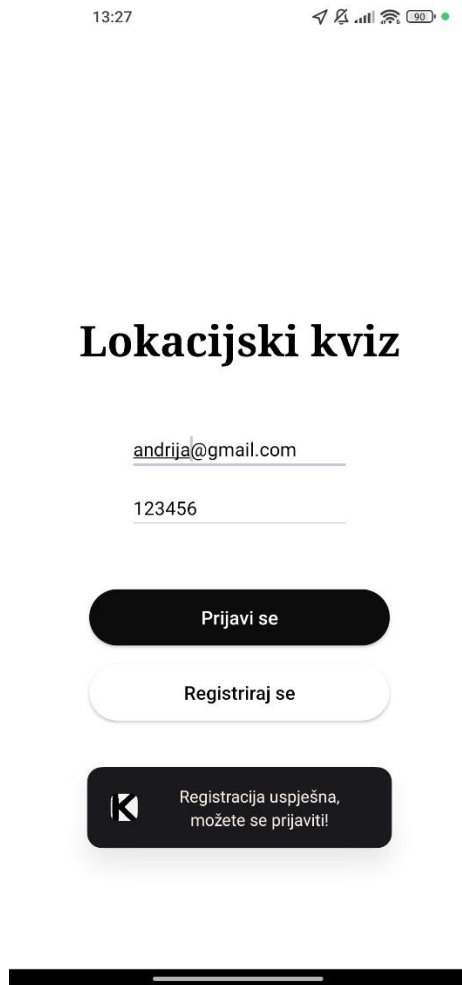 13:27
90
Lokacijski kviz
andrija@gmail.com
123456
Prijavi se
Registriraj se
K
Registracija uspješna,
možete se prijaviti!